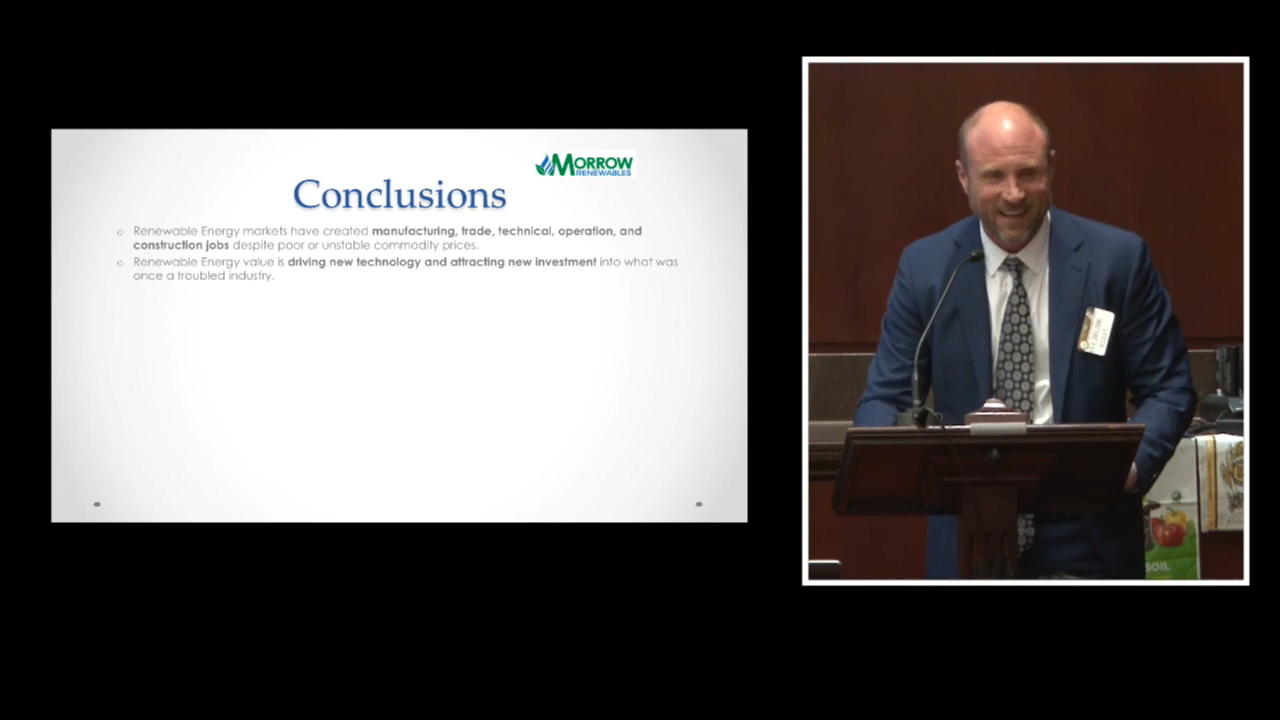 MORROW
RENEWABLES
Conclusions
Renewable Energy markets have created manufacturing, trade, technical, operation, and
construction jobs despite poor or unstable commodity prices.
Renewable Energy value is driving new technology and attracting new investment into what was
once a troubled industry.
SOIL